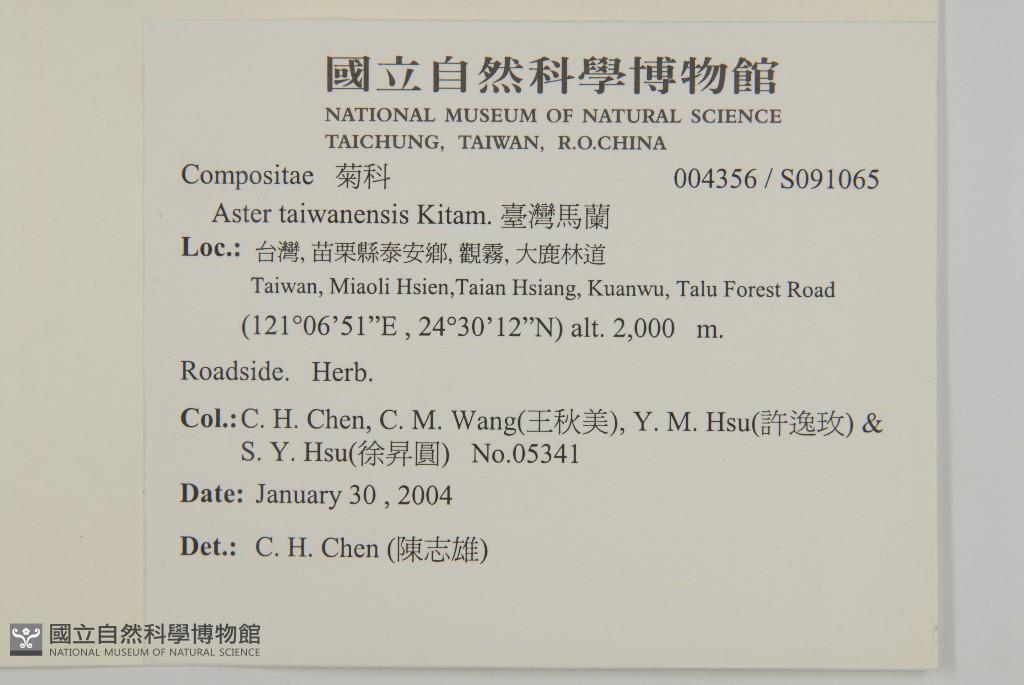 國立自然科學博物館
NATIONAL MUSEUM OF NATURAL SCIENCE
TAICHUNG, TAIWAN, R.O.CHINA
Compositae 菊科 004356 / S091065
Aster taiwanensis Kitam. 臺灣馬蘭
Loc.: 台灣, 苗栗縣泰安鄉, 觀霧, 大鹿林道
Taiwan, Miaoli Hsien,Taian Hsiang, Kuanwu, Talu Forest Road
(121°06’51”E , 24°30’12”N) alt. 2,000 m.
Roadside. Herb.
Col.: C. H. Chen, C. M. Wang(王秋美), Y. M. Hsu(許逸玫) &
S. Y. Hsu(徐昇圓) No.05341
Date: January 30 , 2004
Det.: C. H. Chen (陳志雄)
國立自然科學博物館
NATIONAL MUSEUM OF NATURAL SCIENCE